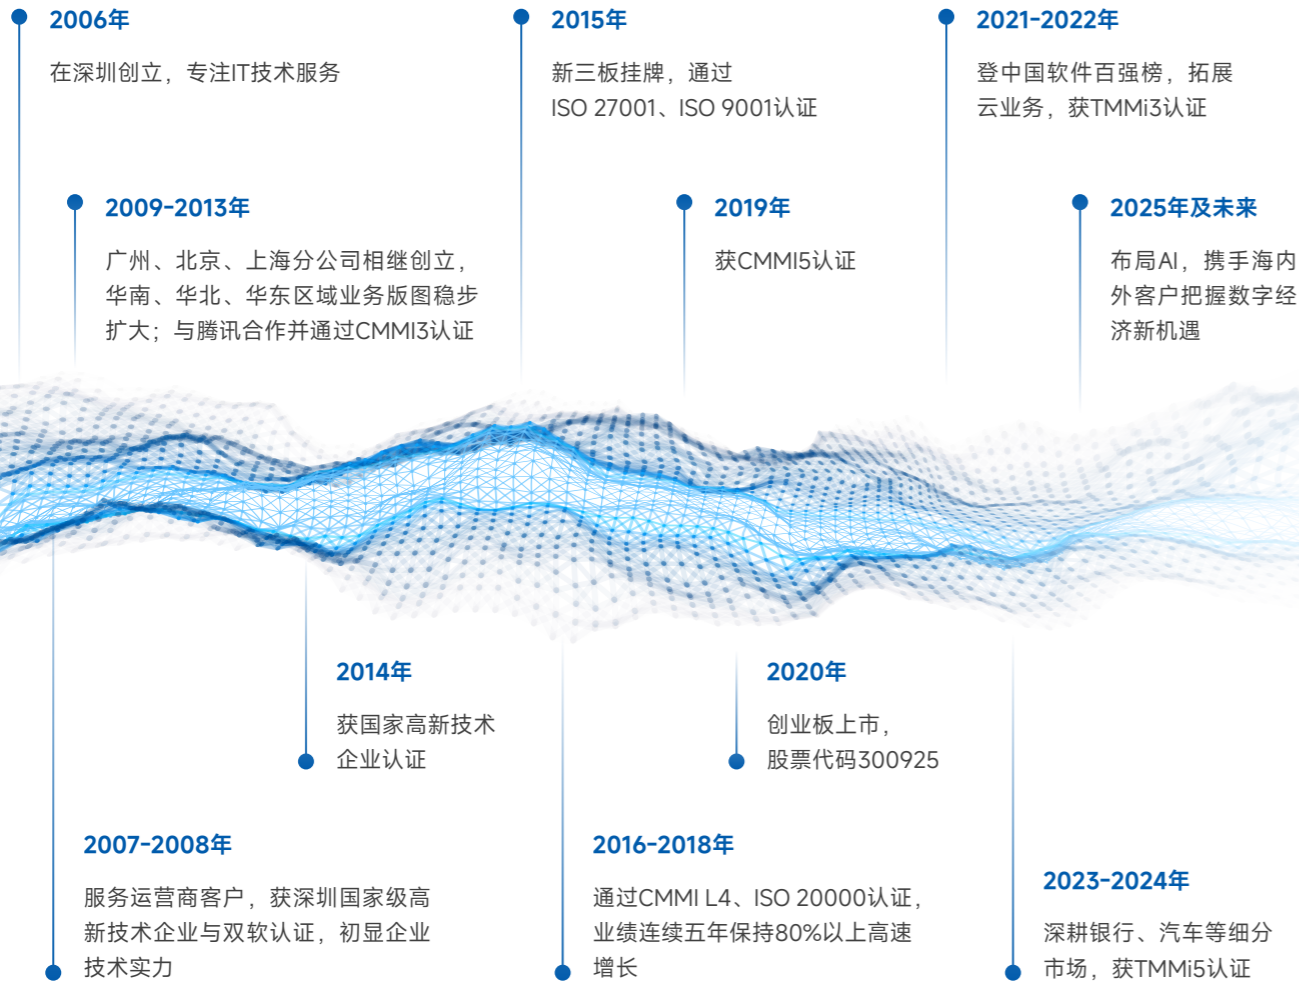 2006年
在深圳创立，专注IT技术服务
2007-2008年
服务运营商客户，获深圳国家级高
新技术企业与双软认证，初显企业
技术实力
2009-2013年
广州、北京、上海分公司相继创立，
华南、华北、华东区域业务版图稳步
扩大；与腾讯合作并通过CMMI3认证
2014年
获国家高新技术
企业认证
2015年
新三板挂牌，通过
ISO 27001、ISO 9001认证
2016-2018年
通过CMMI L4、ISO 20000认证，
业绩连续五年保持80%以上高速
增长
2019年
获CMMI5认证
2020年
创业板上市，
股票代码300925
2021-2022年
登中国软件百强榜，拓展
云业务，获TMMi3认证
2023-2024年
深耕银行、汽车等细分
市场，获TMMi5认证
2025年及未来
布局AI，携手海内
外客户把握数字经
济新机遇